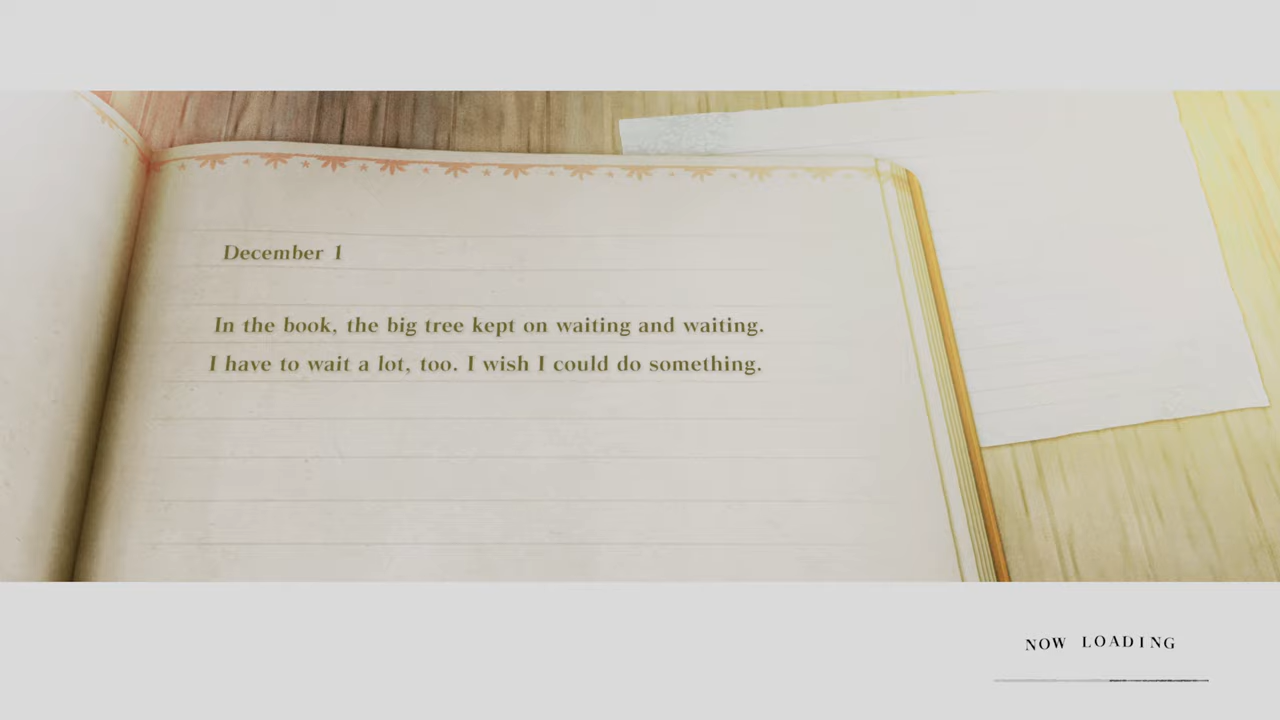 December 1
In the book, the big tree kept on waiting and waiting.
I have to wait a lot, too. I wish I could do something.
NOW LOADING